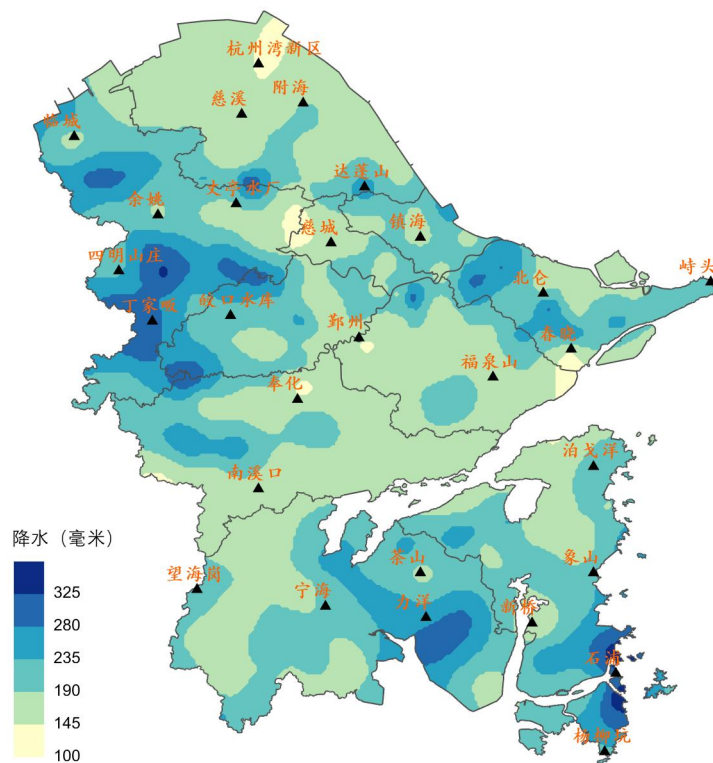 杭州湾新区
附海
慈溪
临城
达蓬山
丈亭水厂
余姚
慈城
镇海
四明山庄
北仑
峙头
丁家畈
皎口水库
鄞州
春晓
福泉山
奉化
泊戈洋
南溪口
降水（毫米）
望海岗
茶山
象山
宁海
力洋
新桥
石浦
杨柳坑
325
280
235
190
145
100